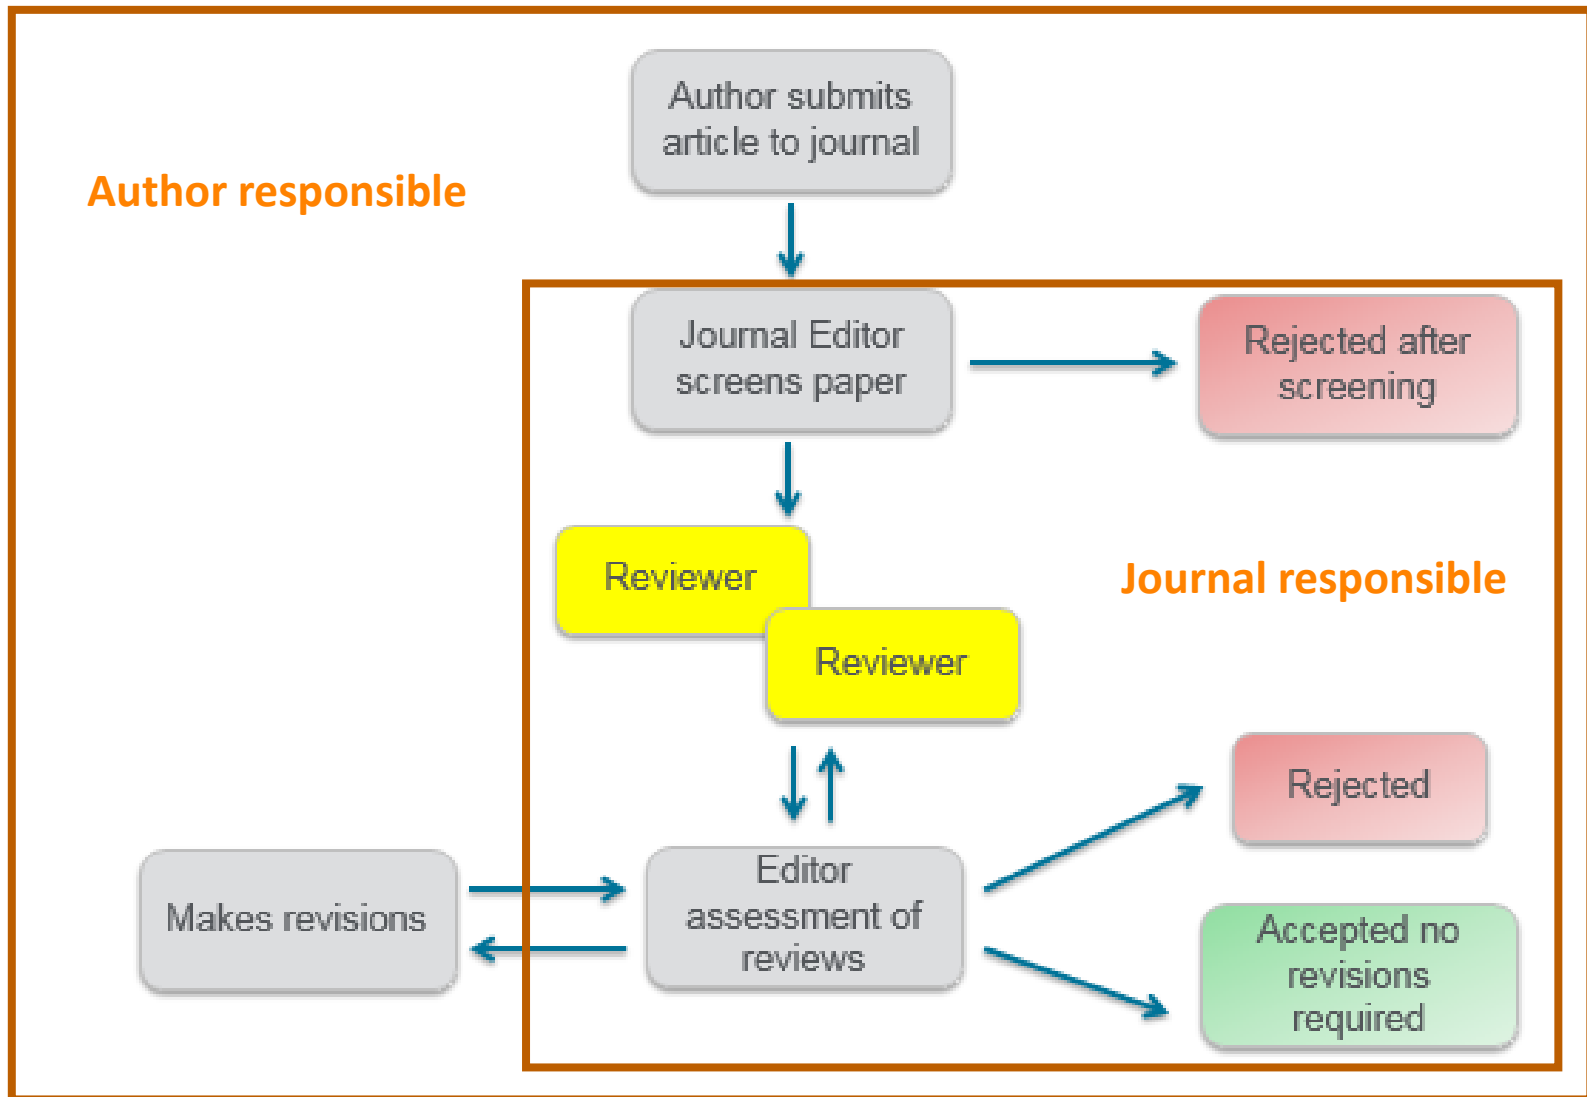 Author submits
article to journal
Author responsible
Journal Editor
screens paper
Rejected after
screening
Reviewer
Reviewer
Journal responsible
Rejected
Makes revisions
Editor
assessment of
reviews
Accepted no
revisions
required